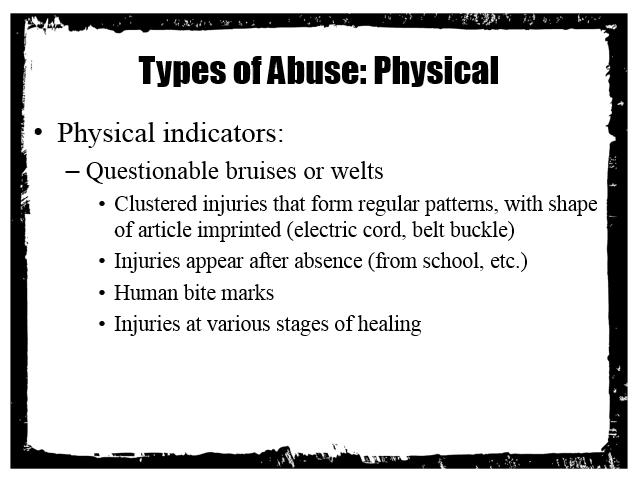 Types of Abuse: Physical
• Physical indicators:
– Questionable bruises or welts
• Clustered injuries that form regular patterns, with shape
of article imprinted (electric cord, belt buckle)
• Injuries appear after absence (from school, etc.)
• Human bite marks
• Injuries at various stages of healing